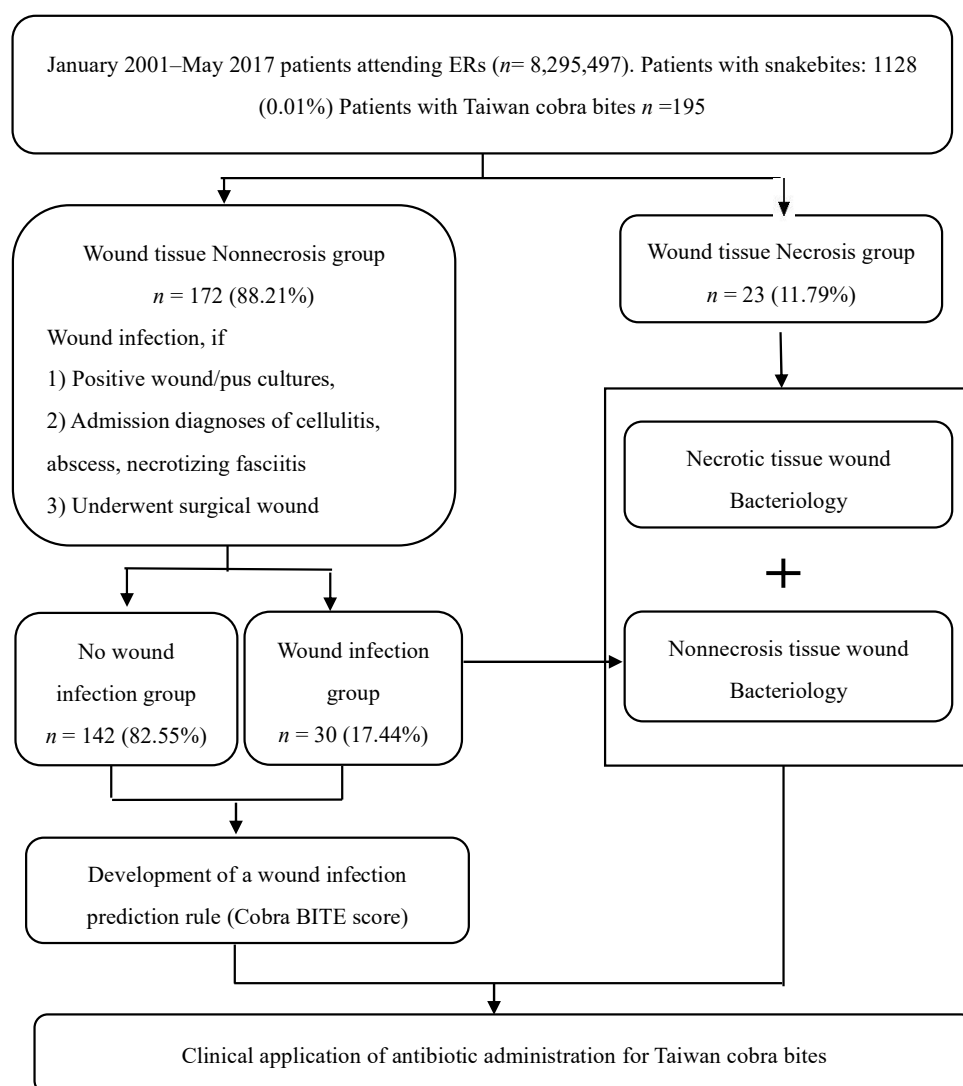 January 2001–May 2017 patients attending ERs (n= 8,295,497). Patients with snakebites: 1128
(0.01%) Patients with Taiwan cobra bites n =195
Wound tissue Nonnecrosis group
n = 172 (88.21%)
Wound infection, if
1) Positive wound/pus cultures,
2) Admission diagnoses of cellulitis,
abscess, necrotizing fasciitis
3) Underwent surgical wound
Wound tissue Necrosis group
n = 23 (11.79%)
Necrotic tissue wound
Bacteriology
+
Nonnecrosis tissue wound
Bacteriology
No wound
infection group
n = 142 (82.55%)
Wound infection
group
n = 30 (17.44%)
Development of a wound infection
prediction rule (Cobra BITE score)
Clinical application of antibiotic administration for Taiwan cobra bites